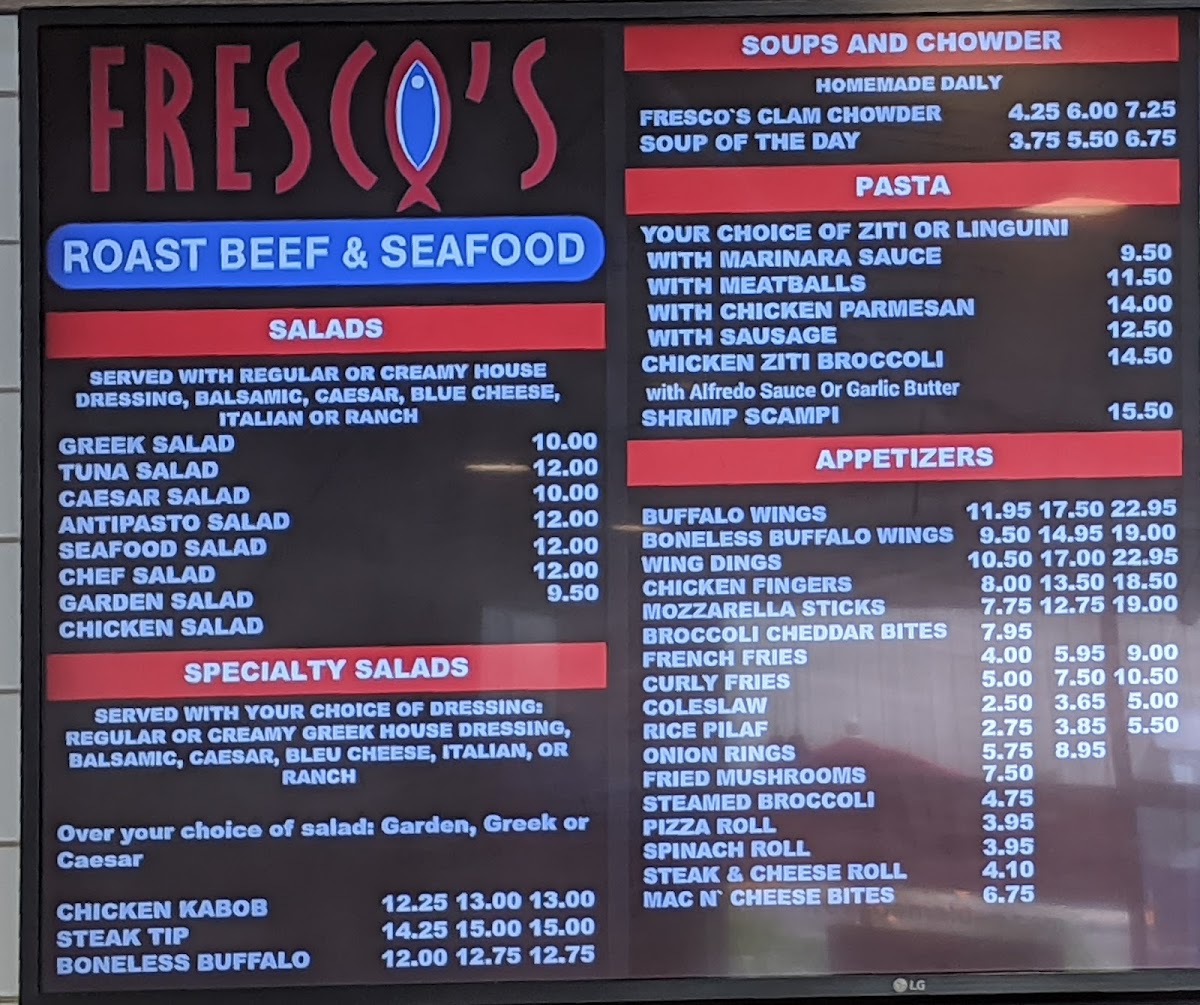 FRESCO'S
ROAST BEEF & SEAFOOD
SALADS
SERVED WITH REGULAR OR CREAMY HOUSE
DRESSING, BALSAMIC, CAESAR, BLUE CHEESE,
ITALIAN OR RANCH
GREEK SALAD 10.00
TUNA SALAD 12.00
CAESAR SALAD 10.00
ANTIPASTO SALAD 12.00
SEAFOOD SALAD 12.00
CHEF SALAD 12.00
GARDEN SALAD 9.50
CHICKEN SALAD
SPECIALTY SALADS
SERVED WITH YOUR CHOICE OF DRESSING:
REGULAR OR CREAMY GREEK HOUSE DRESSING,
BALSAMIC, CAESAR, BLEU CHEESE, ITALIAN, OR
RANCH
Over your choice of salad: Garden, Greek or
Caesar
CHICKEN KABOB 12.25 13.00 13.00
STEAK TIP 14.25 15.00 15.00
BONELESS BUFFALO 12.00 12.75 12.75
SOUPS AND CHOWDER
HOMEMADE DAILY
FRESCO`S CLAM CHOWDER 4.25 6.00 7.25
SOUP OF THE DAY 3.75 5.50 6.75
PASTA
YOUR CHOICE OF ZITI OR LINGUINI
WITH MARINARA SAUCE 9.50
WITH MEATBALLS 11.50
WITH CHICKEN PARMESAN 14.00
WITH SAUSAGE 12.50
CHICKEN ZITI BROCCOLI 14.50
with Alfredo Sauce Or Garlic Butter
SHRIMP SCAMPI 15.50
APPETIZERS
BUFFALO WINGS 11.95 17.50 22.95
BONELESS BUFFALO WINGS 9.50 14.95 19.00
WING DINGS 10.50 17.00 22.95
CHICKEN FINGERS 8.00 13.50 18.50
MOZZARELLA STICKS 7.75 12.75 19.00
BROCCOLI CHEDDAR BITES 7.95
FRENCH FRIES 4.00 5.95 9.00
CURLY FRIES 5.00 7.50 10.50
COLESLAW 2.50 3.65 5.00
RICE PILAF 2.75 3.85 5.50
ONION RINGS 5.75 8.95
FRIED MUSHROOMS 7.50
STEAMED BROCCOLI 4.75
PIZZA ROLL 3.95
SPINACH ROLL 3.95
STEAK & CHEESE ROLL 4.10
MAC N` CHEESE BITES 6.75
LG